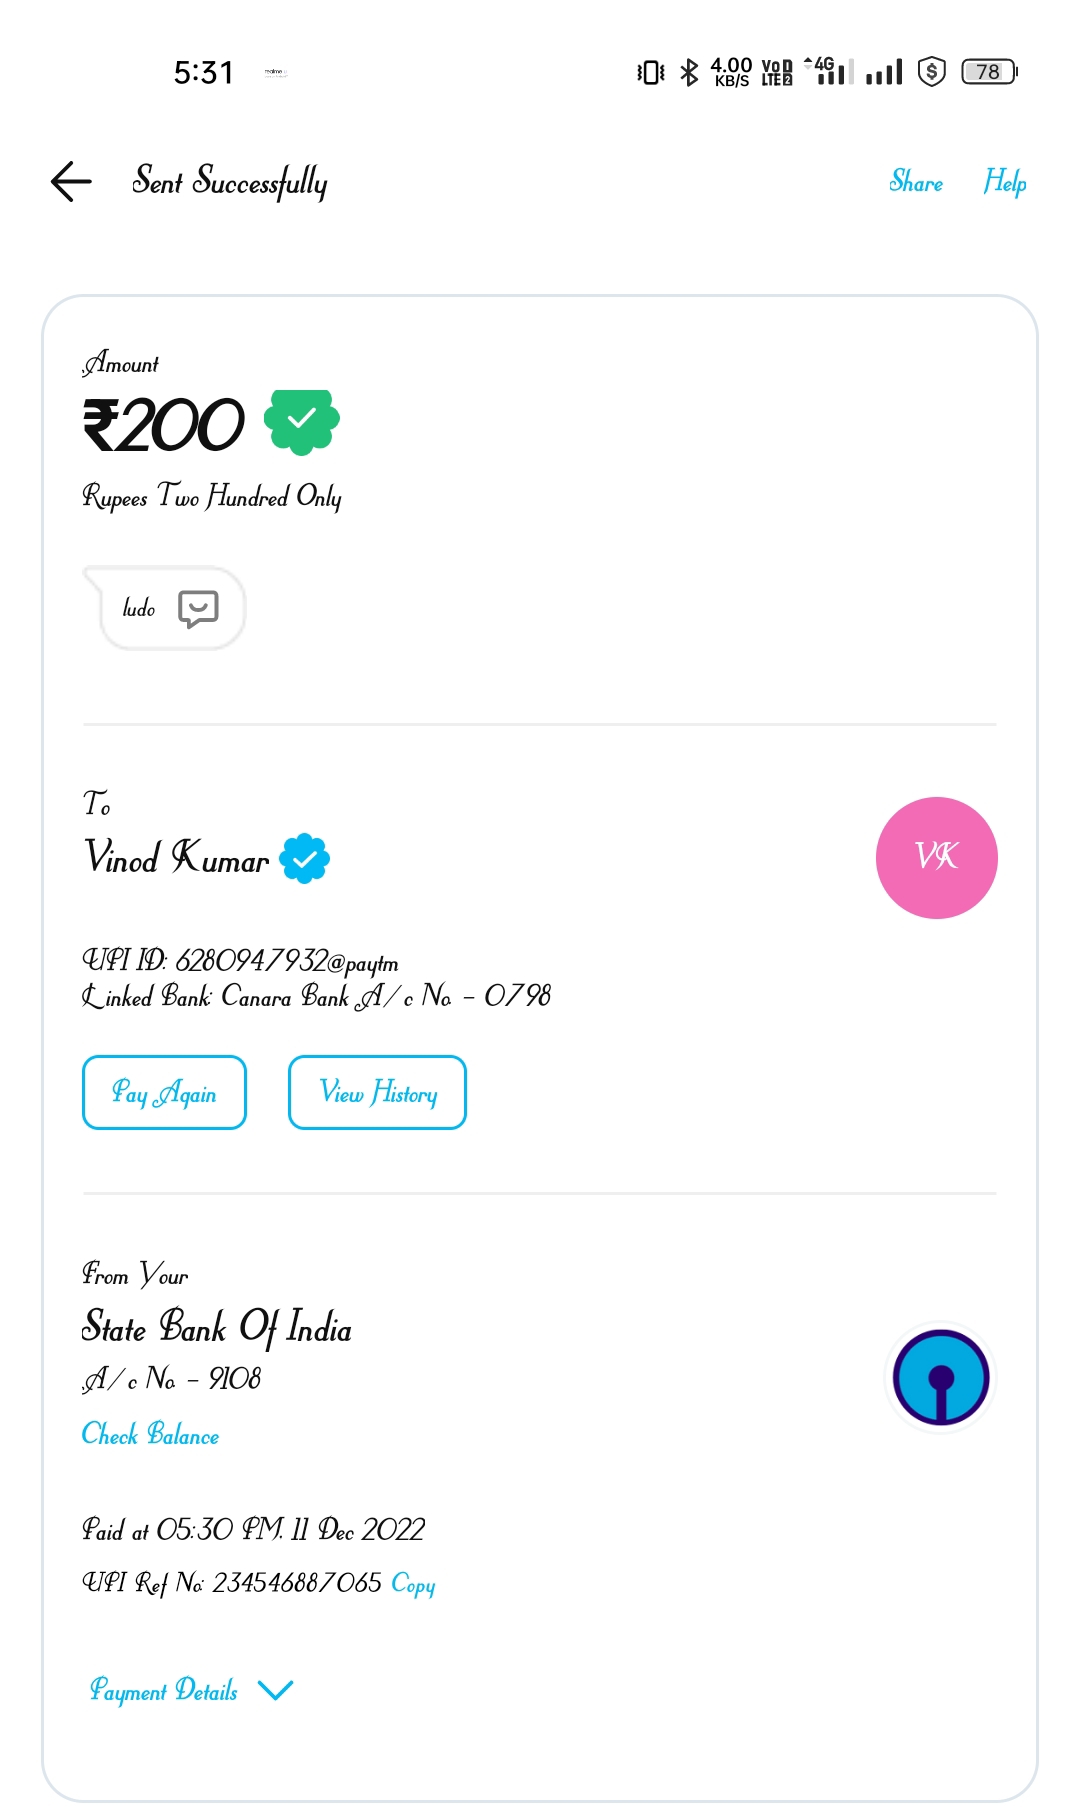 5:31
realme
4.00 KB/S Vo LTE 2 4G 78
Sent Successfully Share Help
Amount
₹200
Rupees Two Hundred Only
ludo
To
Vinod Kumar
VK
UPI ID: 6280947932@paytm
Linked Bank: Canara Bank A/c No. - 0798
Pay Again View History
From Your
State Bank Of India
A/c No. - 9108
Check Balance
Paid at 05:30 PM, 11 Dec 2022
UPI Ref No: 234546887065 Copy
Payment Details